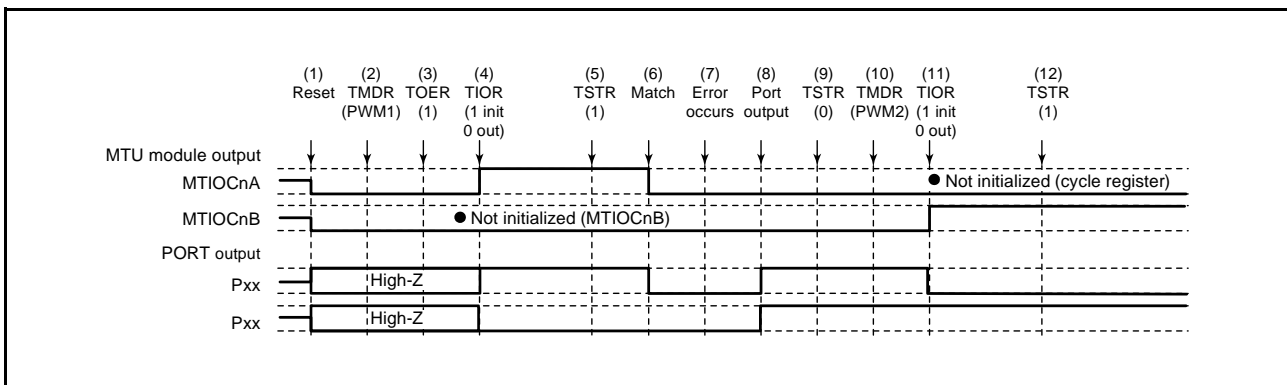 (1) (2) (3) (4) (5) (6) (7) (8) (9) (10) (11) (12)
Reset TMDR TOER TIOR TSTR Match Error Port TSTR TMDR TIOR TSTR
(PWM1) (1) (1 init (1) occurs output (0) (PWM2) (1 init (1)
0 out) 0 out)
MTU module output
MTIOCnA ● Not initialized (cycle register)
MTIOCnB ● Not initialized (MTIOCnB)
PORT output
Pxx High-Z
Pxx High-Z